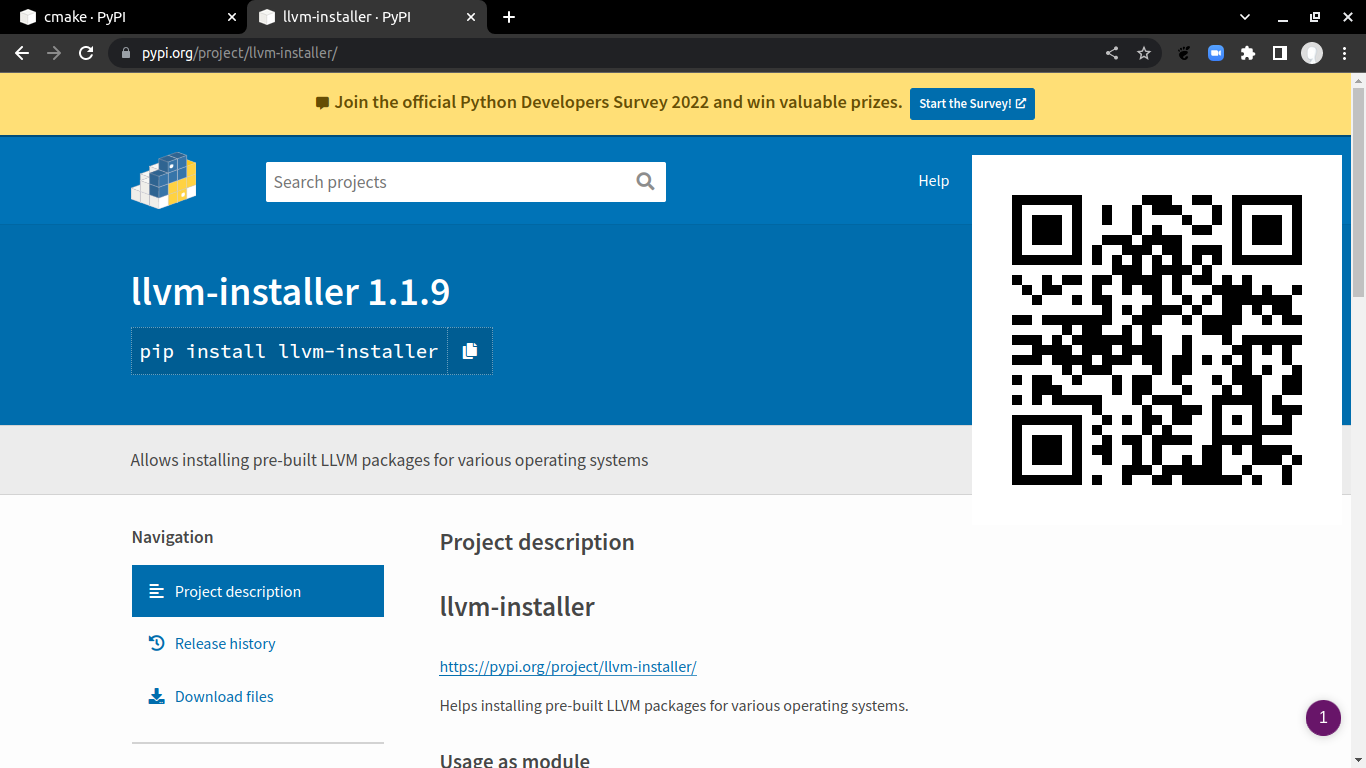 cmake · PyPI
llvm-installer · PyPI
pypi.org/project/llvm-installer/
Join the official Python Developers Survey 2022 and win valuable prizes.
Start the Survey!
Search projects
Help
llvm-installer 1.1.9
pip install llvm-installer
Allows installing pre-built LLVM packages for various operating systems
Navigation
Project description
Release history
Download files
Project description
llvm-installer
https://pypi.org/project/llvm-installer/
Helps installing pre-built LLVM packages for various operating systems.
Usage as module
1